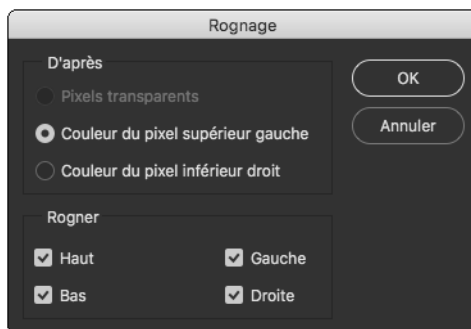 Rognage
D'après
Pixels transparents
Couleur du pixel supérieur gauche
Couleur du pixel inférieur droit
OK
Annuler
Rogner
Haut
Gauche
Bas
Droite